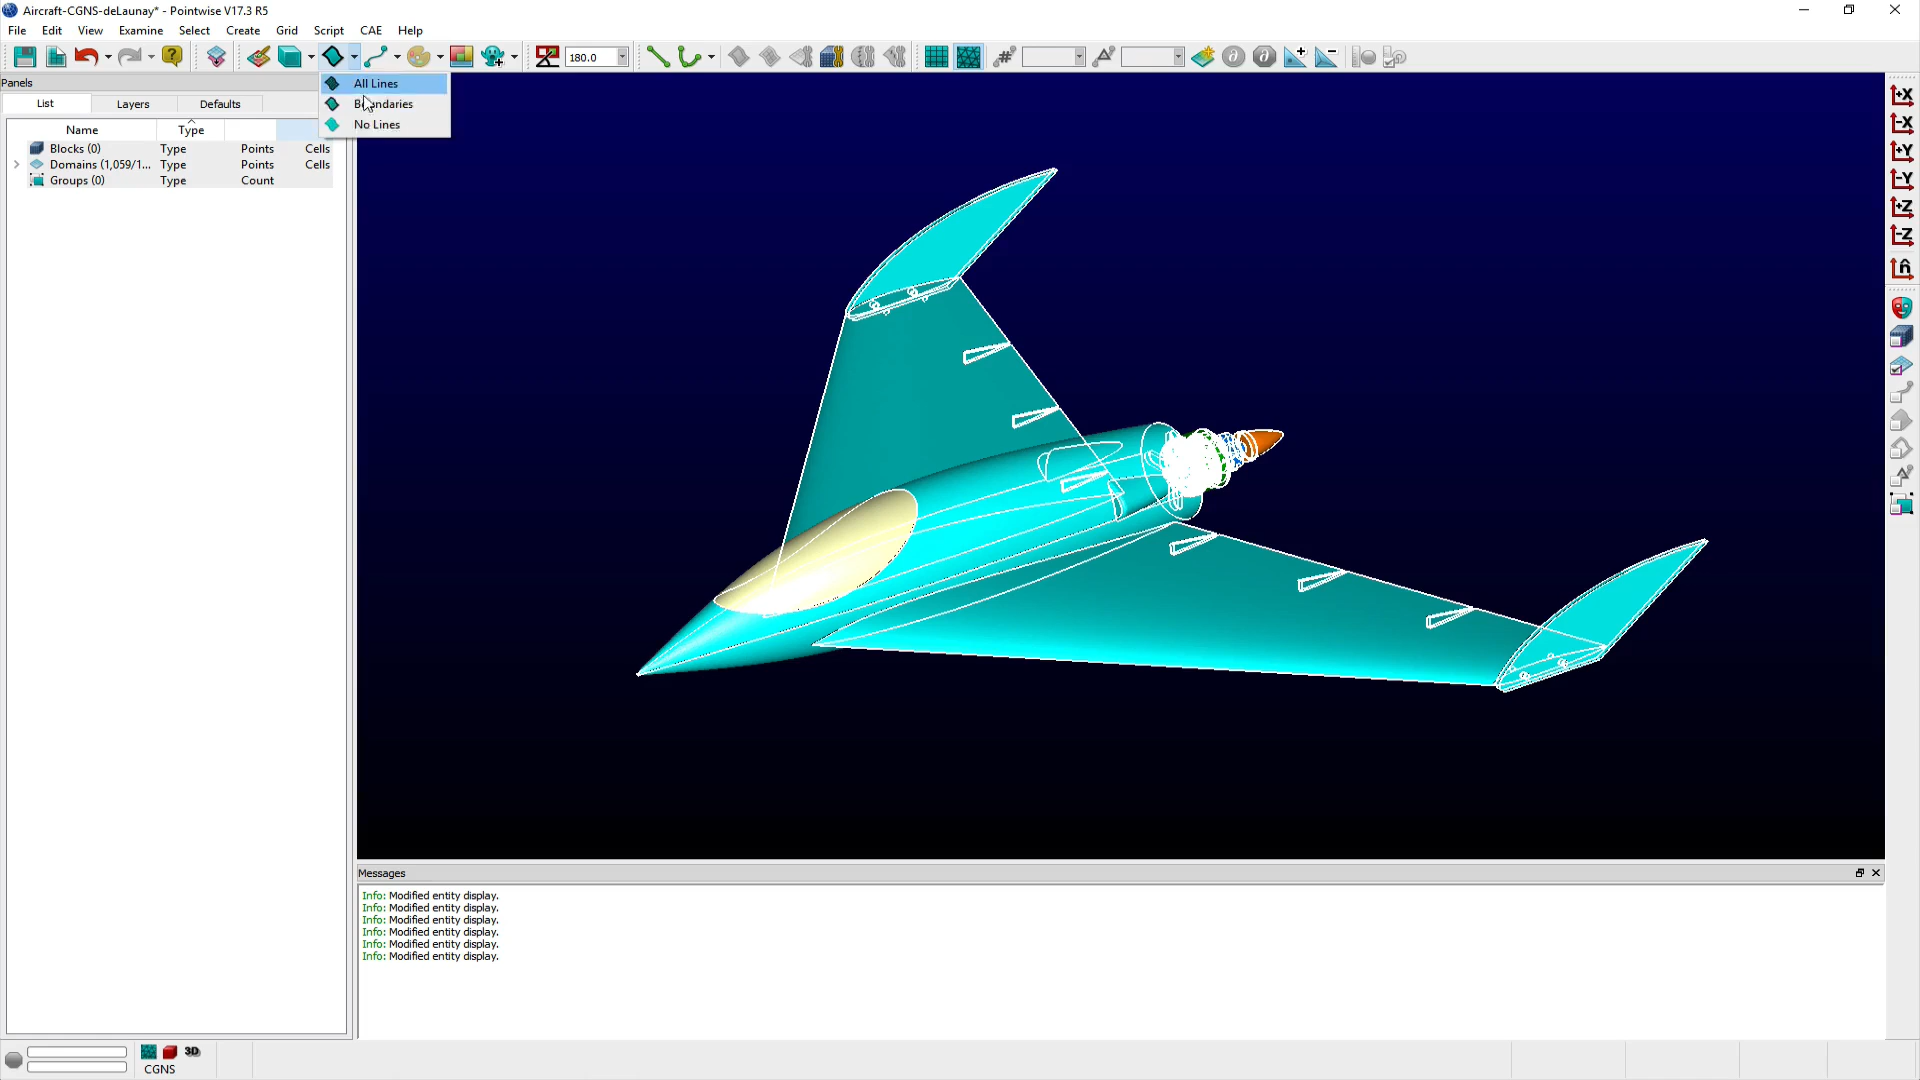 Aircraft-CGNS-deLaunay* - Pointwise V17.3 R5
File Edit View Examine Select Create Grid Script CAE Help
180.0
Panels
List Layers Defaults
All Lines
Boundaries
No Lines
Name Type
Blocks (0) Type Points Cells
Domains (1,059/1... Type Points Cells
Groups (0) Type Count
+X
-X
+Y
-Y
+Z
-Z
n̂
Messages
Info: Modified entity display.
Info: Modified entity display.
Info: Modified entity display.
Info: Modified entity display.
Info: Modified entity display.
Info: Modified entity display.
3D
CGNS